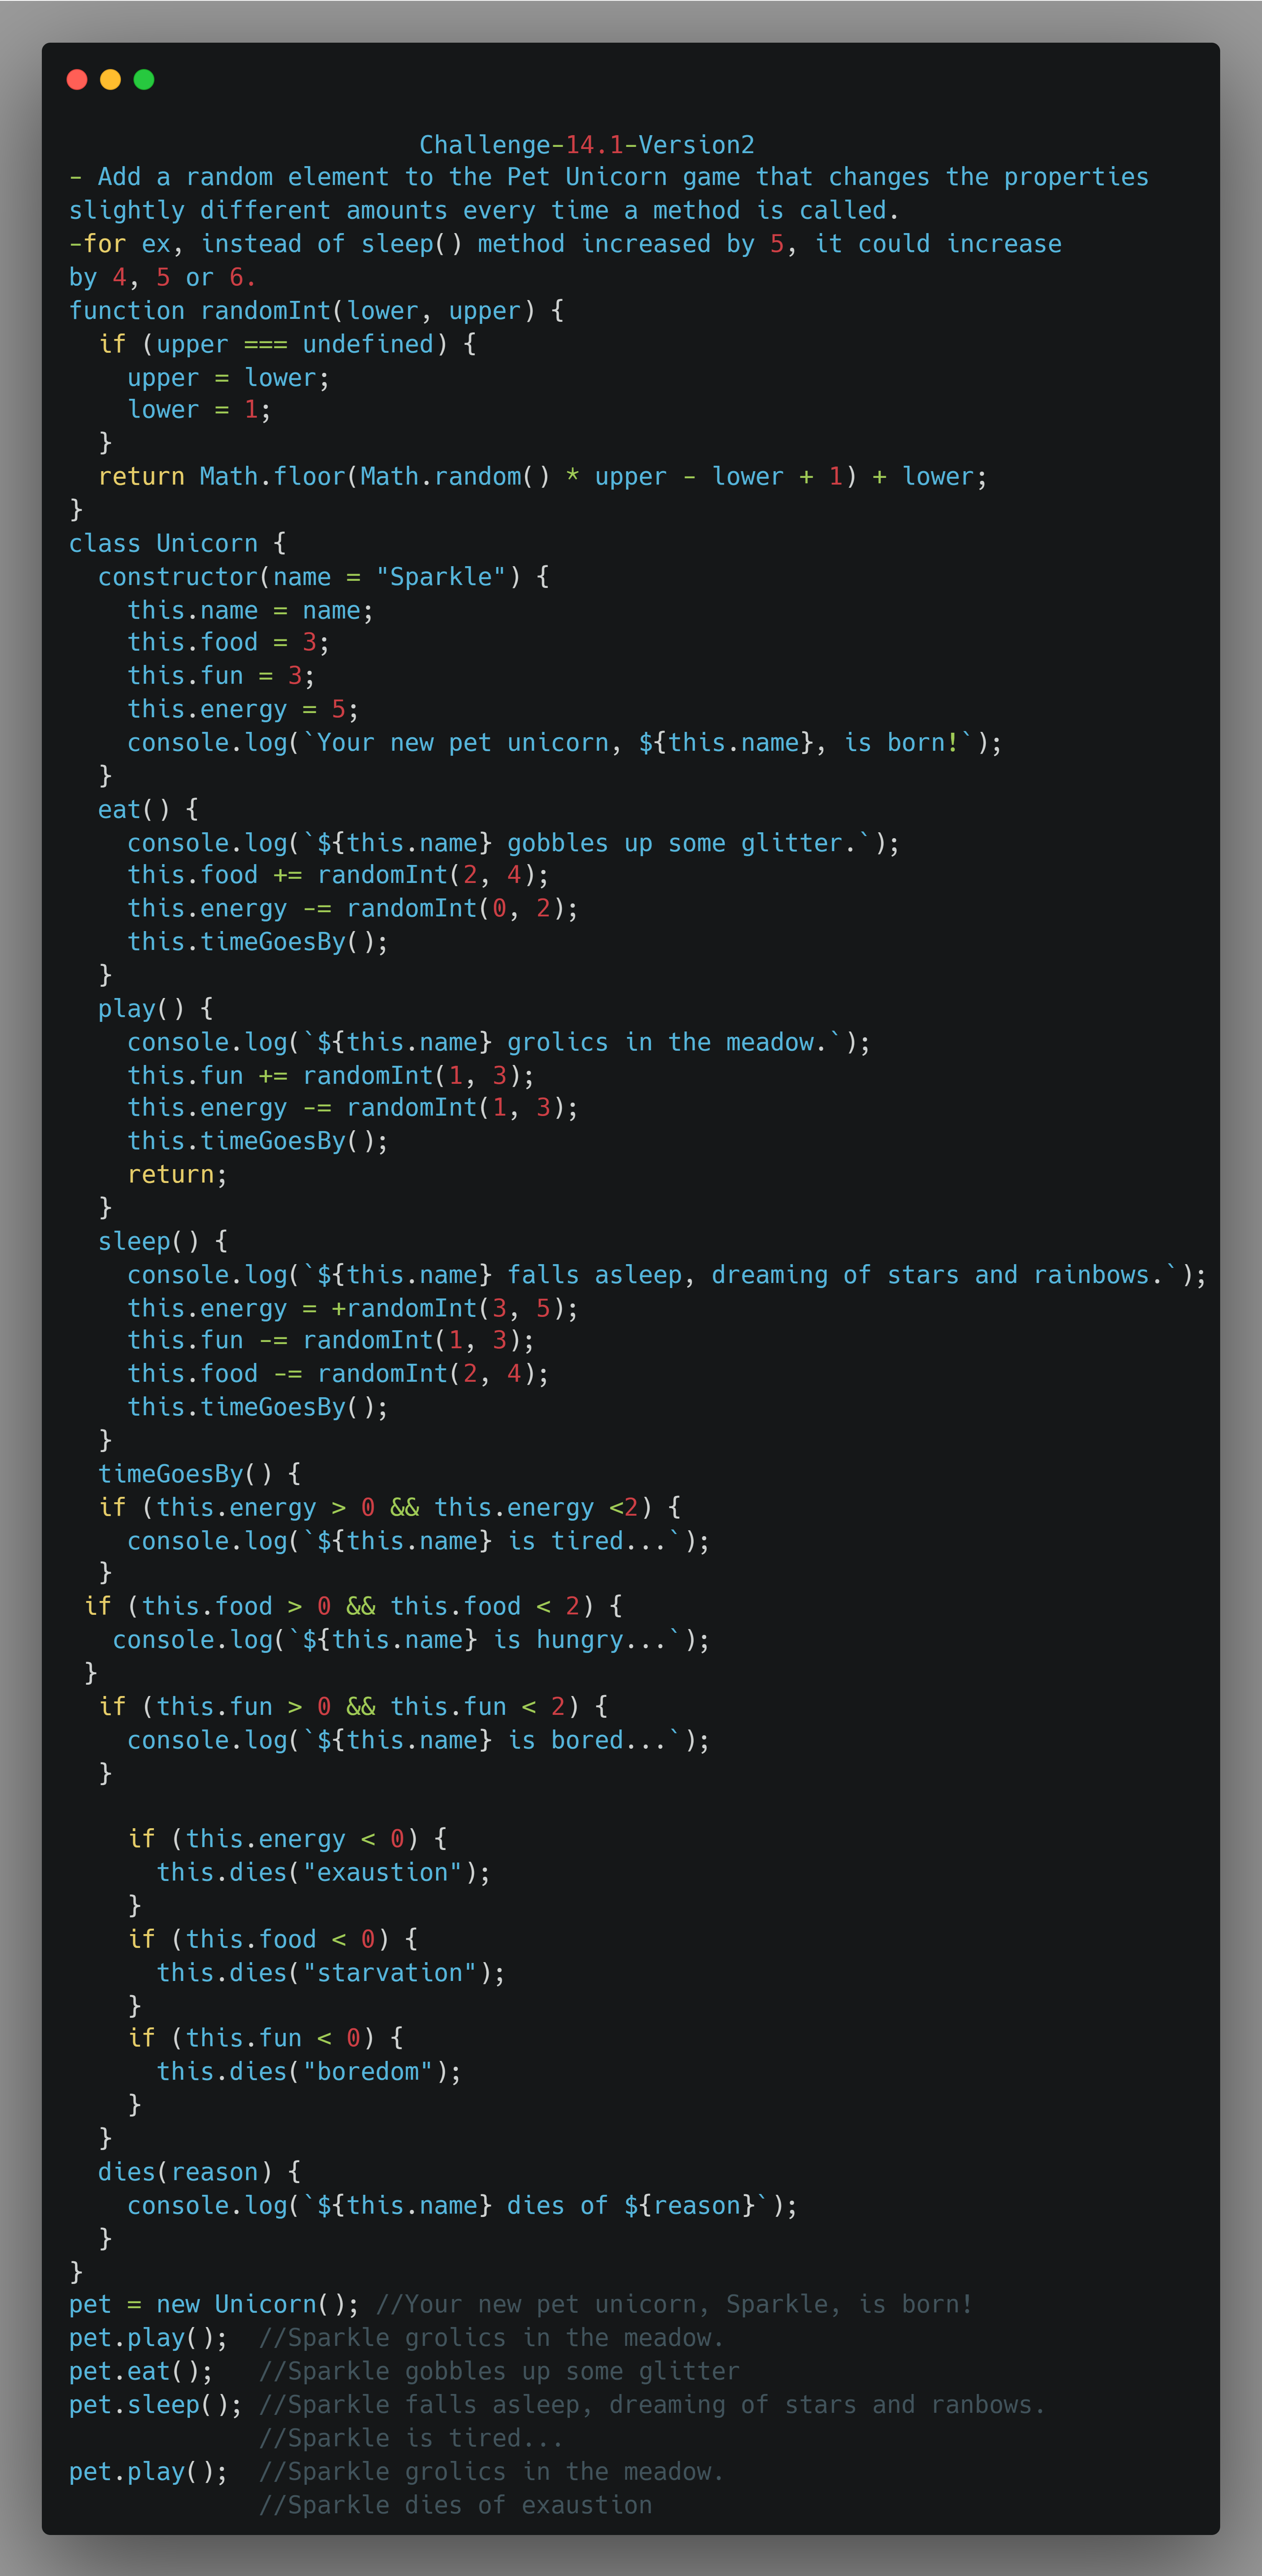 Challenge-14.1-Version2
- Add a random element to the Pet Unicorn game that changes the properties
slightly different amounts every time a method is called.
-for ex, instead of sleep() method increased by 5, it could increase
by 4, 5 or 6.
function randomInt(lower, upper) {
  if (upper === undefined) {
    upper = lower;
    lower = 1;
  }
  return Math.floor(Math.random() * upper - lower + 1) + lower;
}
class Unicorn {
  constructor(name = "Sparkle") {
    this.name = name;
    this.food = 3;
    this.fun = 3;
    this.energy = 5;
    console.log(`Your new pet unicorn, ${this.name}, is born!`);
  }
  eat() {
    console.log(`${this.name} gobbles up some glitter.`);
    this.food += randomInt(2, 4);
    this.energy -= randomInt(0, 2);
    this.timeGoesBy();
  }
  play() {
    console.log(`${this.name} grolics in the meadow.`);
    this.fun += randomInt(1, 3);
    this.energy -= randomInt(1, 3);
    this.timeGoesBy();
    return;
  }
  sleep() {
    console.log(`${this.name} falls asleep, dreaming of stars and rainbows.`);
    this.energy = +randomInt(3, 5);
    this.fun -= randomInt(1, 3);
    this.food -= randomInt(2, 4);
    this.timeGoesBy();
  }
  timeGoesBy() {
  if (this.energy > 0 && this.energy <2) {
    console.log(`${this.name} is tired...`);
  }
 if (this.food > 0 && this.food < 2) {
   console.log(`${this.name} is hungry...`);
 }
  if (this.fun > 0 && this.fun < 2) {
    console.log(`${this.name} is bored...`);
  }

    if (this.energy < 0) {
      this.dies("exaustion");
    }
    if (this.food < 0) {
      this.dies("starvation");
    }
    if (this.fun < 0) {
      this.dies("boredom");
    }
  }
  dies(reason) {
    console.log(`${this.name} dies of ${reason}`);
  }
}
pet = new Unicorn(); //Your new pet unicorn, Sparkle, is born!
pet.play();  //Sparkle grolics in the meadow.
pet.eat();   //Sparkle gobbles up some glitter
pet.sleep(); //Sparkle falls asleep, dreaming of stars and ranbows.
             //Sparkle is tired...
pet.play();  //Sparkle grolics in the meadow.
             //Sparkle dies of exaustion